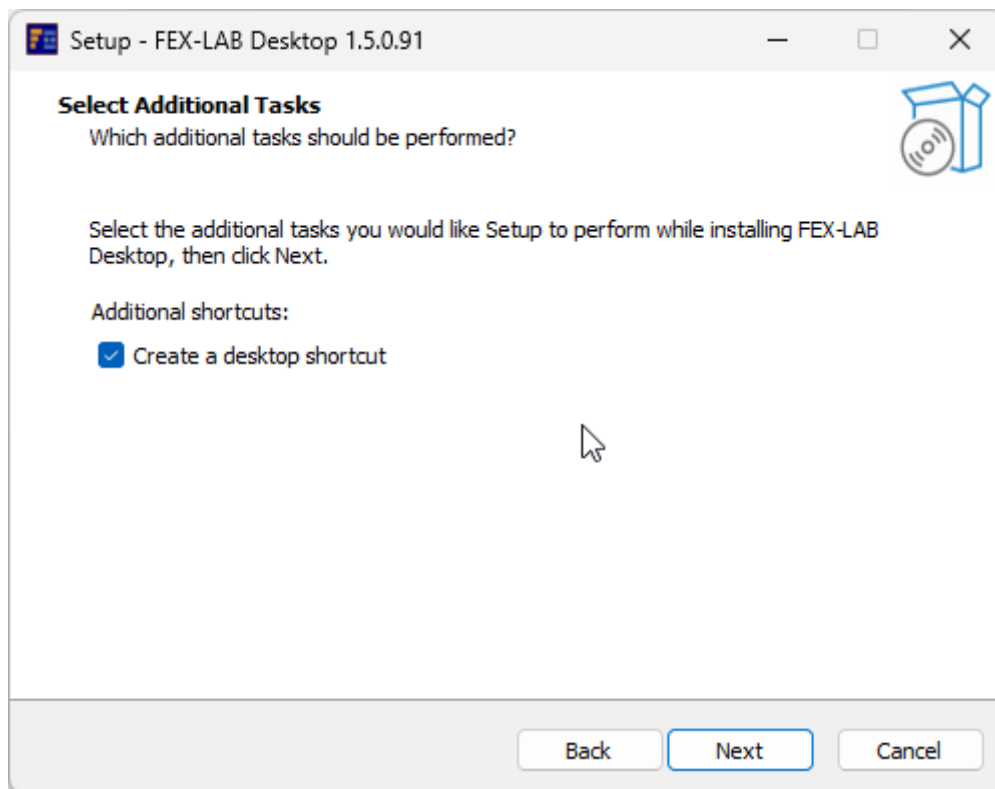 Setup - FEX-LAB Desktop 1.5.0.91
Select Additional Tasks
Which additional tasks should be performed?
Select the additional tasks you would like Setup to perform while installing FEX-LAB
Desktop, then click Next.
Additional shortcuts:
Create a desktop shortcut
Back
Next
Cancel